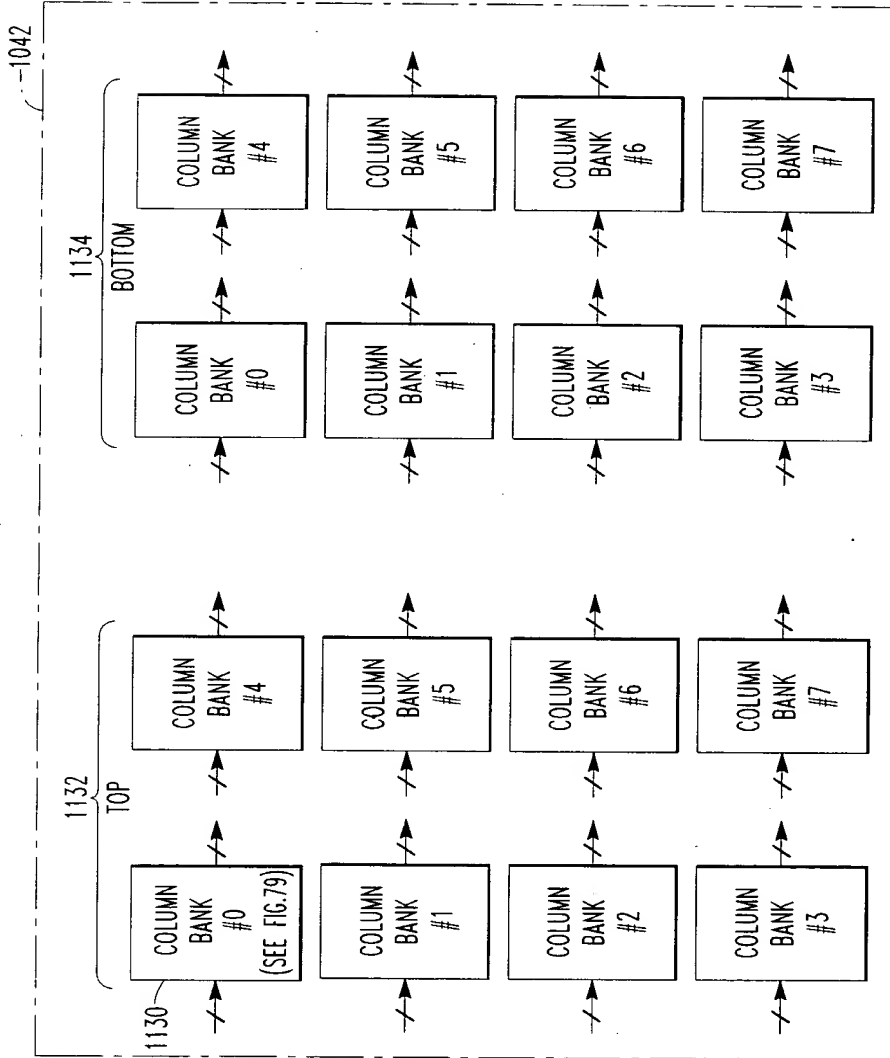 1042
1132
TOP
1134
BOTTOM
1130
COLUMN
BANK
#0
(SEE FIG.79)
COLUMN
BANK
#4
COLUMN
BANK
#0
COLUMN
BANK
#4
COLUMN
BANK
#1
COLUMN
BANK
#5
COLUMN
BANK
#1
COLUMN
BANK
#5
COLUMN
BANK
#2
COLUMN
BANK
#6
COLUMN
BANK
#2
COLUMN
BANK
#6
COLUMN
BANK
#3
COLUMN
BANK
#7
COLUMN
BANK
#3
COLUMN
BANK
#7